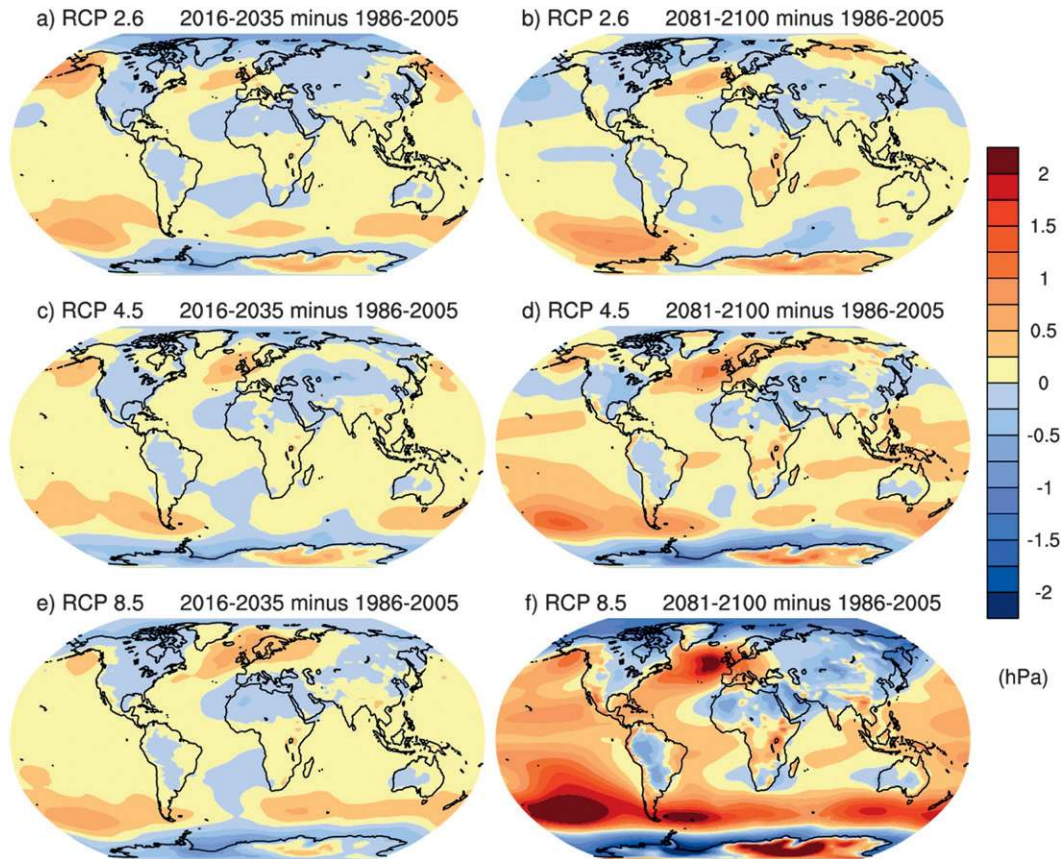 a) RCP 2.6 2016-2035 minus 1986-2005
b) RCP 2.6 2081-2100 minus 1986-2005
c) RCP 4.5 2016-2035 minus 1986-2005
d) RCP 4.5 2081-2100 minus 1986-2005
e) RCP 8.5 2016-2035 minus 1986-2005
f) RCP 8.5 2081-2100 minus 1986-2005
2
1.5
1
0.5
0
-0.5
-1
-1.5
-2
(hPa)